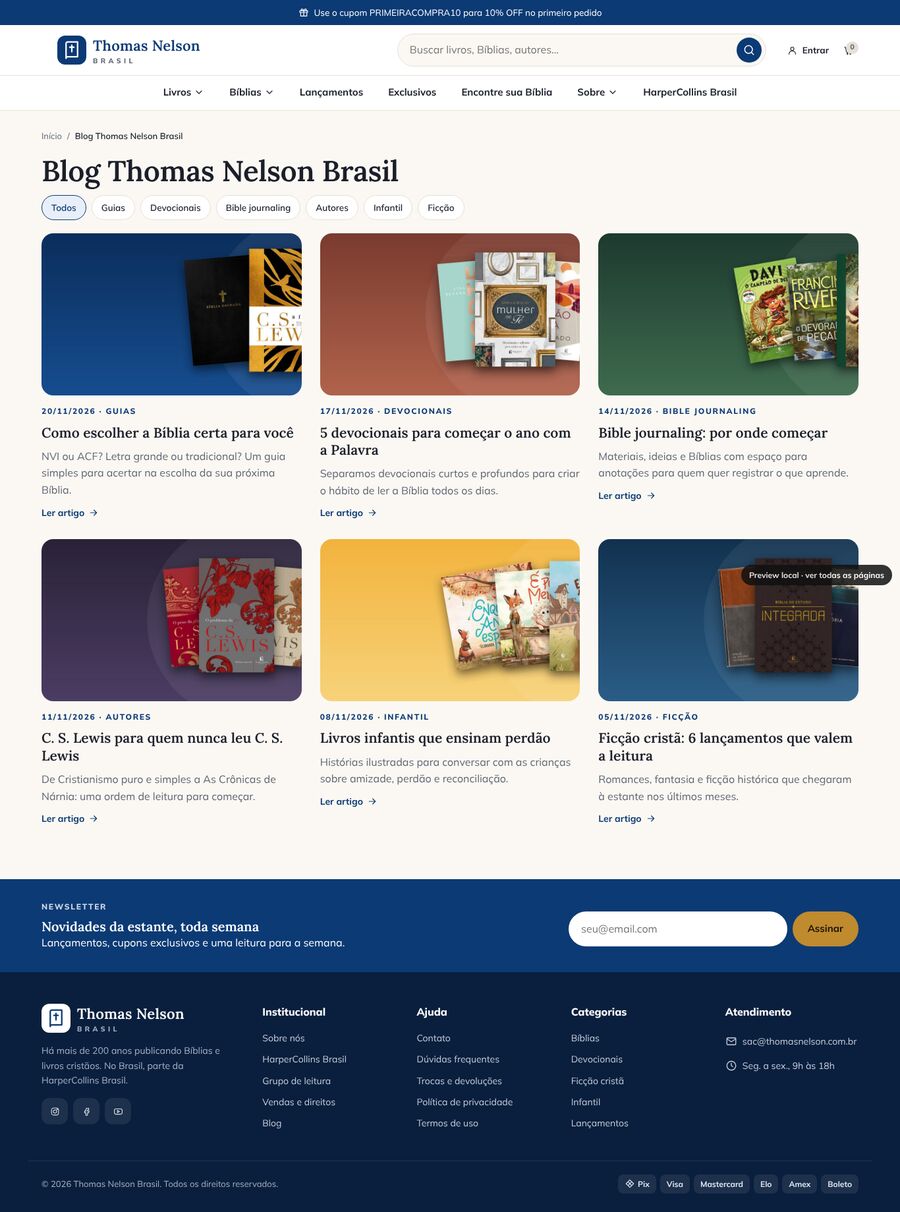 Use o cupom PRIMEIRACOMPRA10 para 10% OFF no primeiro pedido
Thomas Nelson
BRASIL
Buscar livros, Bíblias, autores...
Entrar
0
Livros
Bíblias
Lançamentos
Exclusivos
Encontre sua Bíblia
Sobre
HarperCollins Brasil
Início / Blog Thomas Nelson Brasil
Blog Thomas Nelson Brasil
Todos
Guias
Devocionais
Bible journaling
Autores
Infantil
Ficção
BÍBLIA SAGRADA
C.S.
LEW
MULHER
DAVI
O CAMPEÃO DE
FRANCIN
RIVER
O DEVORA
DE PECAD
20/11/2026 · GUIAS
Como escolher a Bíblia certa para você
NVI ou ACF? Letra grande ou tradicional? Um guia
simples para acertar na escolha da sua próxima
Bíblia.
Ler artigo
17/11/2026 · DEVOCIONAIS
5 devocionais para começar o ano com
a Palavra
Separamos devocionais curtos e profundos para criar
o hábito de ler a Bíblia todos os dias.
Ler artigo
14/11/2026 · BIBLE JOURNALING
Bible journaling: por onde começar
Materiais, ideias e Bíblias com espaço para
anotações para quem quer registrar o que aprende.
Ler artigo
C.S.
LEWIS
Preview local · ver todas as páginas
BÍBLIA DE ESTUDO
INTEGRADA
11/11/2026 · AUTORES
C. S. Lewis para quem nunca leu C. S.
Lewis
De Cristianismo puro e simples a As Crônicas de
Nárnia: uma ordem de leitura para começar.
Ler artigo
08/11/2026 · INFANTIL
Livros infantis que ensinam perdão
Histórias ilustradas para conversar com as crianças
sobre amizade, perdão e reconciliação.
Ler artigo
05/11/2026 · FICÇÃO
Ficção cristã: 6 lançamentos que valem
a leitura
Romances, fantasia e ficção histórica que chegaram
à estante nos últimos meses.
Ler artigo
NEWSLETTER
Novidades da estante, toda semana
Lançamentos, cupons exclusivos e uma leitura para a semana.
seu@email.com
Assinar
Thomas Nelson
BRASIL
Há mais de 200 anos publicando Bíblias e
livros cristãos. No Brasil, parte da
HarperCollins Brasil.
Institucional
Sobre nós
HarperCollins Brasil
Grupo de leitura
Vendas e direitos
Blog
Ajuda
Contato
Dúvidas frequentes
Trocas e devoluções
Política de privacidade
Termos de uso
Categorias
Bíblias
Devocionais
Ficção cristã
Infantil
Lançamentos
Atendimento
sac@thomasnelson.com.br
Seg. a sex., 9h às 18h
© 2026 Thomas Nelson Brasil. Todos os direitos reservados.
Pix
Visa
Mastercard
Elo
Amex
Boleto